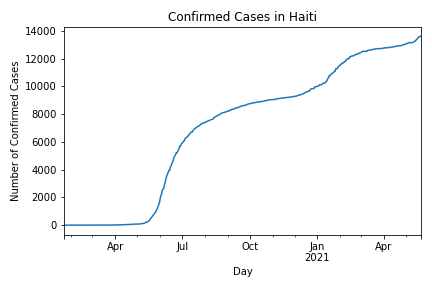 Confirmed Cases in Haiti
14000
12000
10000
8000
6000
4000
2000
0
Number of Confirmed Cases
Apr Jul Oct Jan Apr
2021
Day